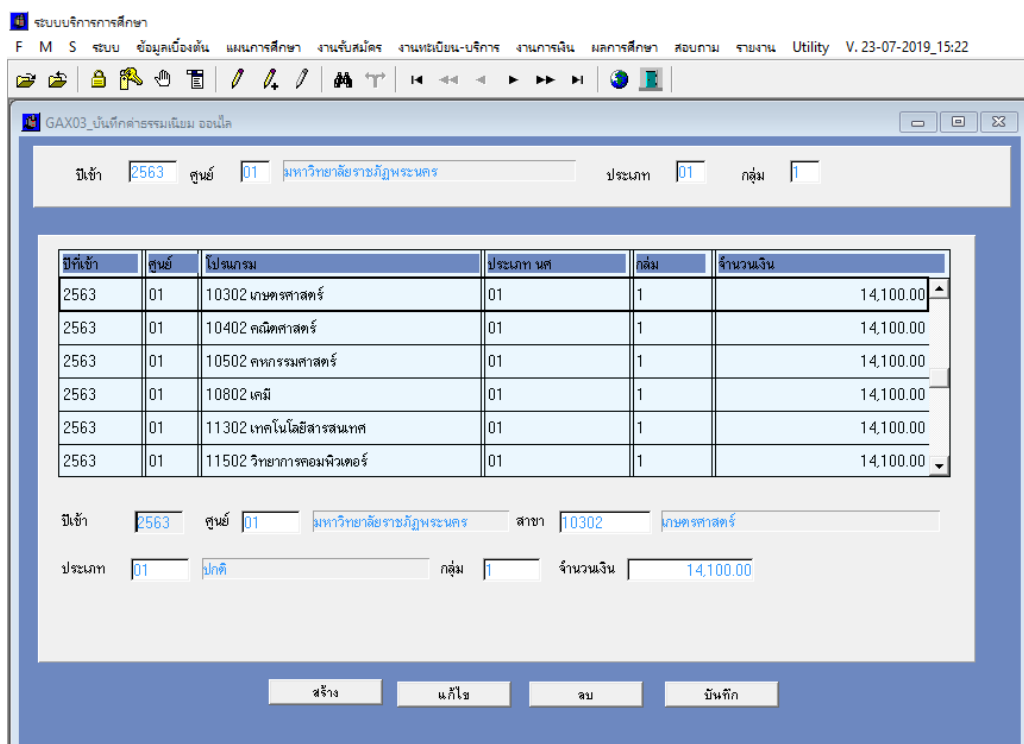 ระบบบริการการศึกษา
F M S ระบบ ข้อมูลเบื้องต้น แผนการศึกษา งานรับสมัคร งานทะเบียน-บริการ งานการเงิน ผลการศึกษา สอบถาม รายงาน Utility V. 23-07-2019_15:22
GAX03_บันทึกค่าธรรมเนียม ออนไล
ปีเข้า 2563 ศูนย์ 01 มหาวิทยาลัยราชภัฏพระนคร ประเภท 01 กลุ่ม 1
ปีที่เข้า ศูนย์ โปรแกรม ประเภท นศ กลุ่ม จำนวนเงิน
2563 01 10302 เกษตรศาสตร์ 01 1 14,100.00
2563 01 10402 คณิตศาสตร์ 01 1 14,100.00
2563 01 10502 คหกรรมศาสตร์ 01 1 14,100.00
2563 01 10802 เคมี 01 1 14,100.00
2563 01 11302 เทคโนโลยีสารสนเทศ 01 1 14,100.00
2563 01 11502 วิทยาการคอมพิวเตอร์ 01 1 14,100.00
ปีเข้า 2563 ศูนย์ 01 มหาวิทยาลัยราชภัฏพระนคร สาขา 10302 เกษตรศาสตร์
ประเภท 01 ปกติ กลุ่ม 1 จำนวนเงิน 14,100.00
สร้าง แก้ไข ลบ บันทึก